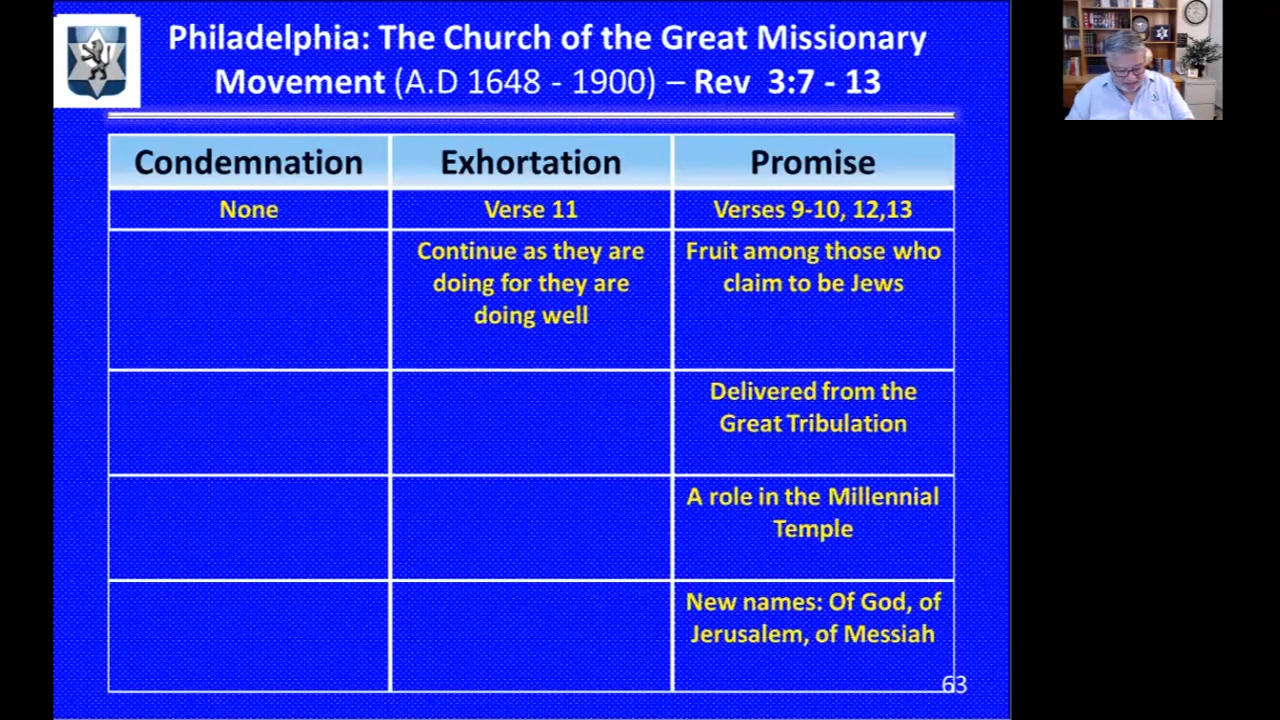 Philadelphia: The Church of the Great Missionary
Movement (A.D 1648 - 1900) – Rev 3:7 - 13
Condemnation
Exhortation
Promise
None
Verse 11
Verses 9-10, 12,13
Continue as they are
doing for they are
doing well
Fruit among those who
claim to be Jews
Delivered from the
Great Tribulation
A role in the Millennial
Temple
New names: Of God, of
Jerusalem, of Messiah
63